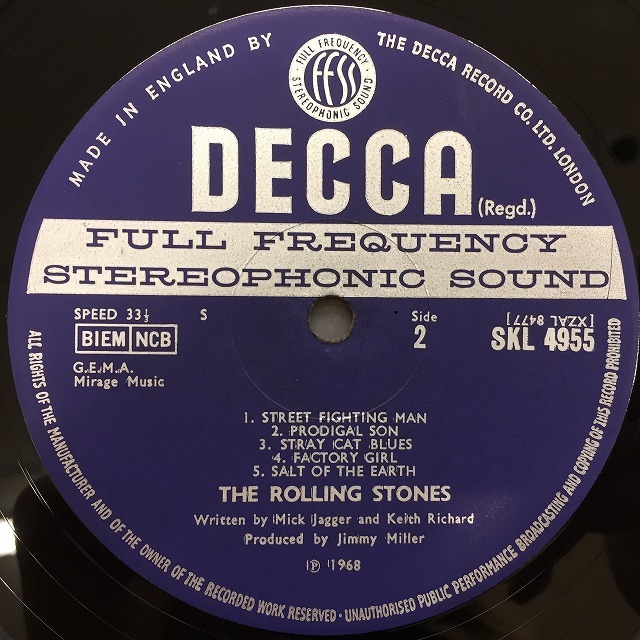 MADE IN ENGLAND BY
THE DECCA RECORD CO. LTD. LONDON
FULL FREQUENCY
ffss
STEREOPHONIC SOUND
DECCA
(Regd.)
FULL FREQUENCY
STEREOPHONIC SOUND
SPEED 33⅓ S
BIEM NCB
G.E.M.A.
Mirage Music
Side
2
[XZAL 8477]
SKL 4955
1. STREET FIGHTING MAN
2. PRODIGAL SON
3. STRAY CAT BLUES
4. FACTORY GIRL
5. SALT OF THE EARTH
THE ROLLING STONES
Written by Mick Jagger and Keith Richard
Produced by Jimmy Miller
℗ 1968
ALL RIGHTS OF THE MANUFACTURER AND OF THE OWNER OF THE RECORDED WORK RESERVED · UNAUTHORISED PUBLIC PERFORMANCE BROADCASTING AND COPYING OF THIS RECORD PROHIBITED